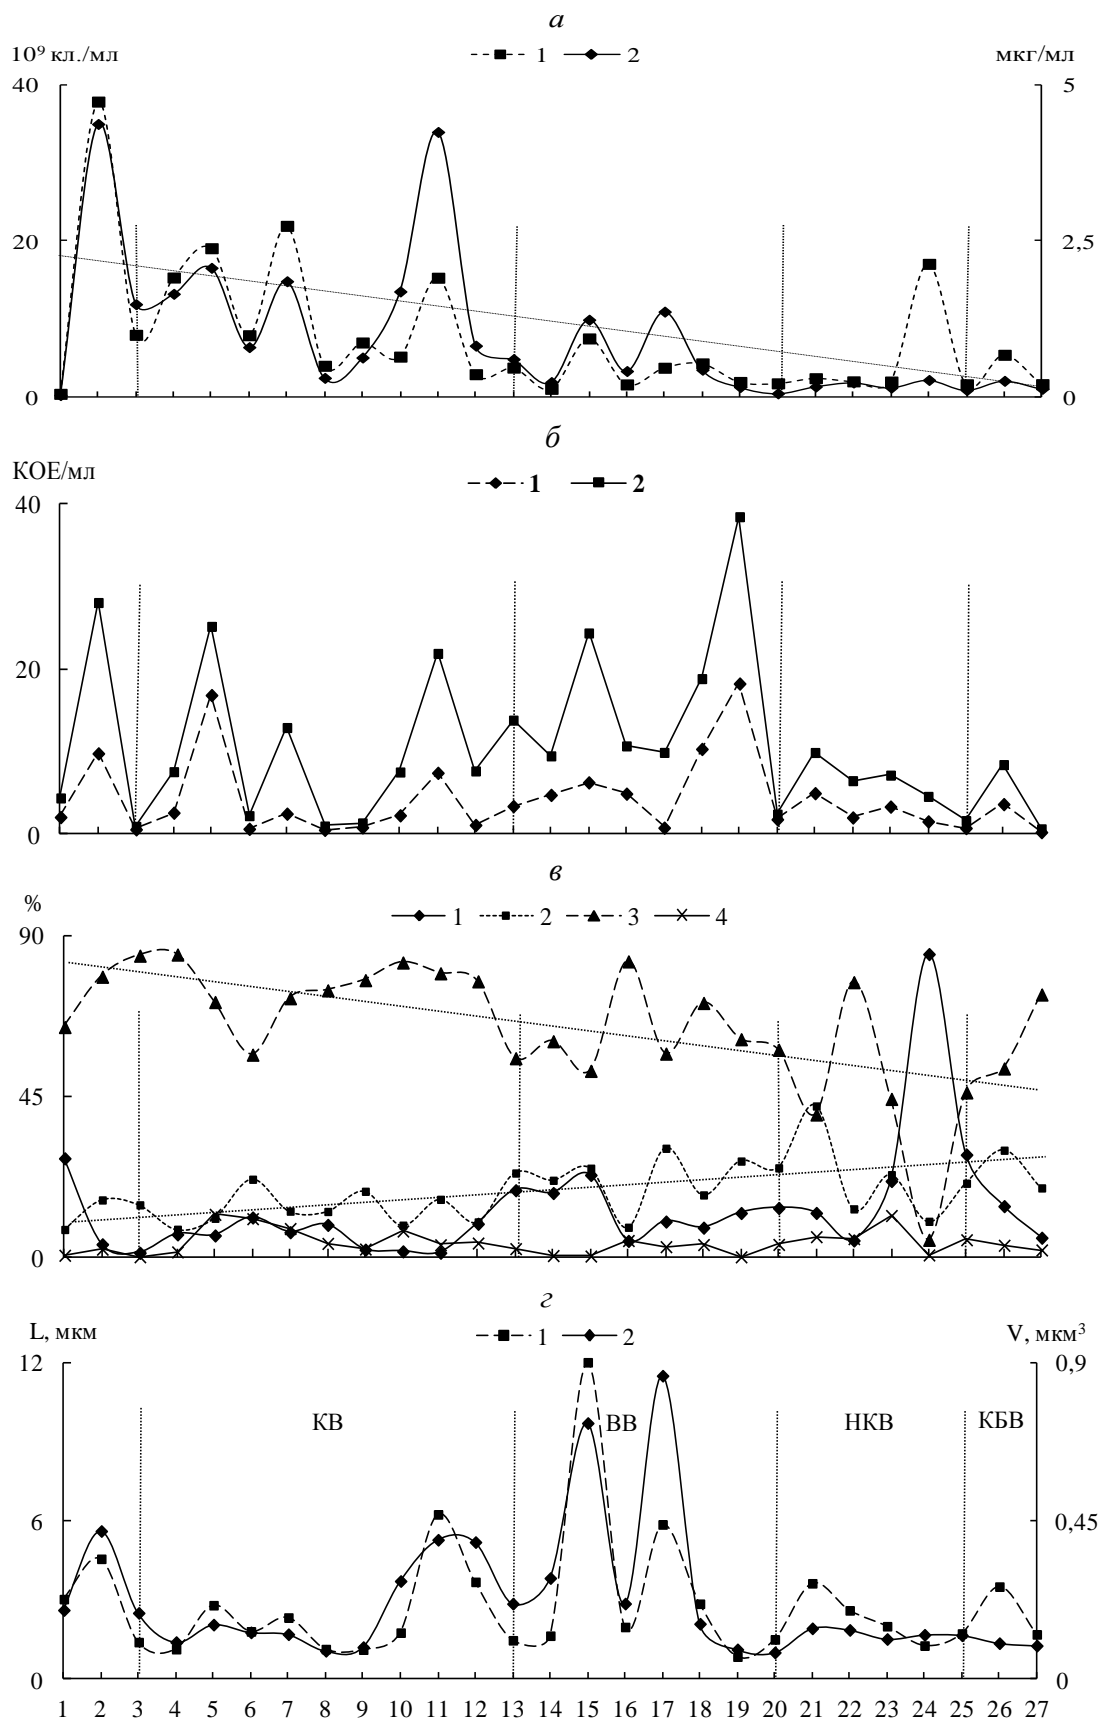 а
10⁹ кл./мл 1 2 мкг/мл
40 5
20 2,5
0 0
б
КОЕ/мл 1 2
40
20
0
в
% 1 2 3 4
90
45
0
г
L, мкм 1 2 V, мкм³
12 0,9
КВ ВВ НКВ КБВ
6 0,45
0 0
1 2 3 4 5 6 7 8 9 10 11 12 13 14 15 16 17 18 19 20 21 22 23 24 25 26 27